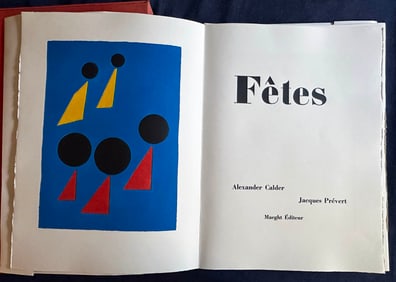 Fêtes
Alexander Calder
Jacques Prévert
Maeght Éditeur